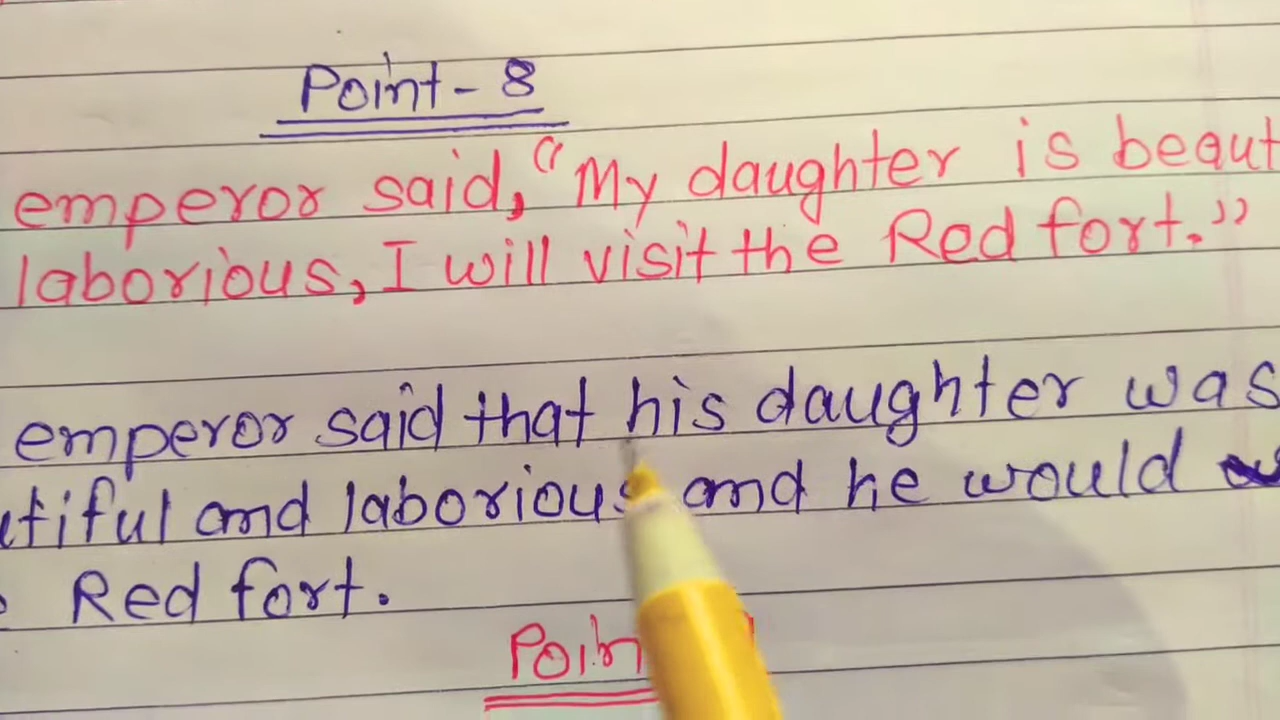 Point - 8
emperor said, "My daughter is beaut
laborious, I will visit the Red fort."
emperor said that his daughter was
tiful and laborious and he would
Red fort.
Poin